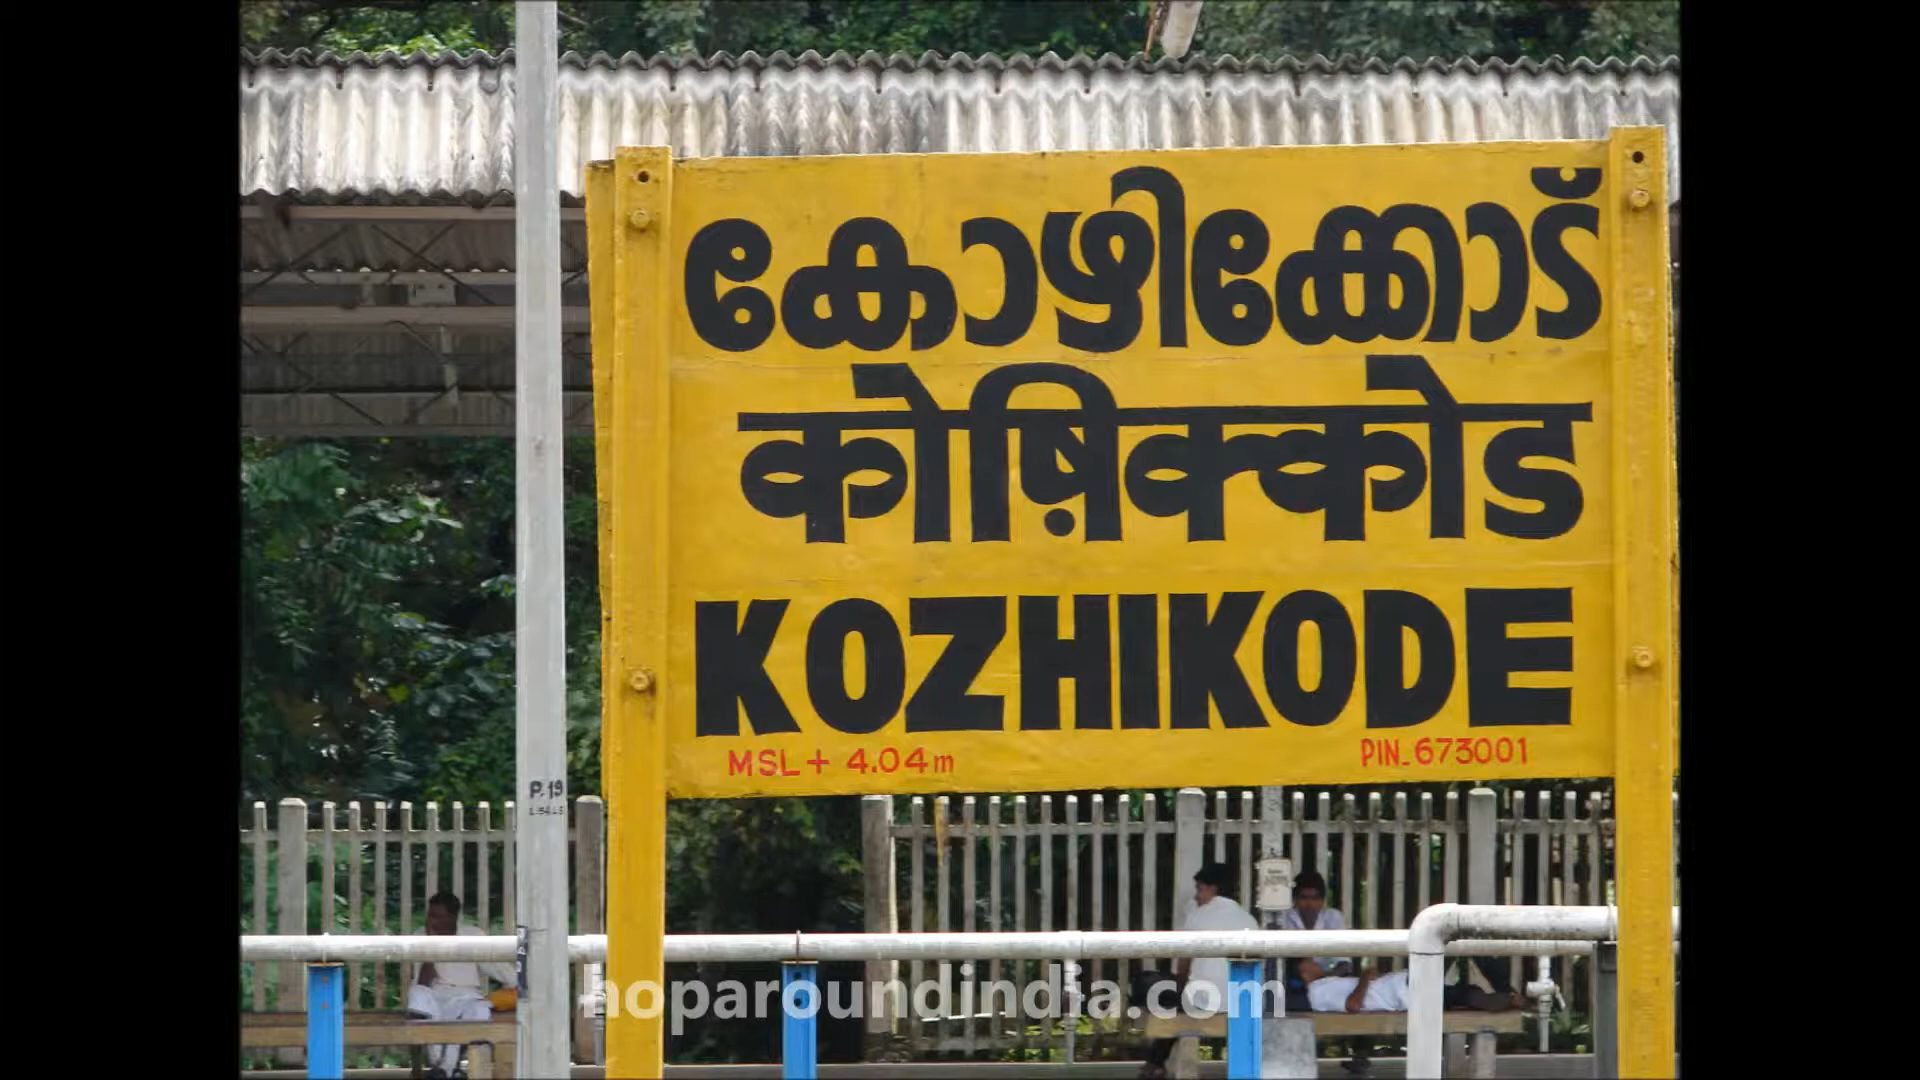 കോഴിക്കോട്
कोष़िक्कोड
KOZHIKODE
MSL+ 4.04m
PIN-673001
P-19
hoparoundindia.com